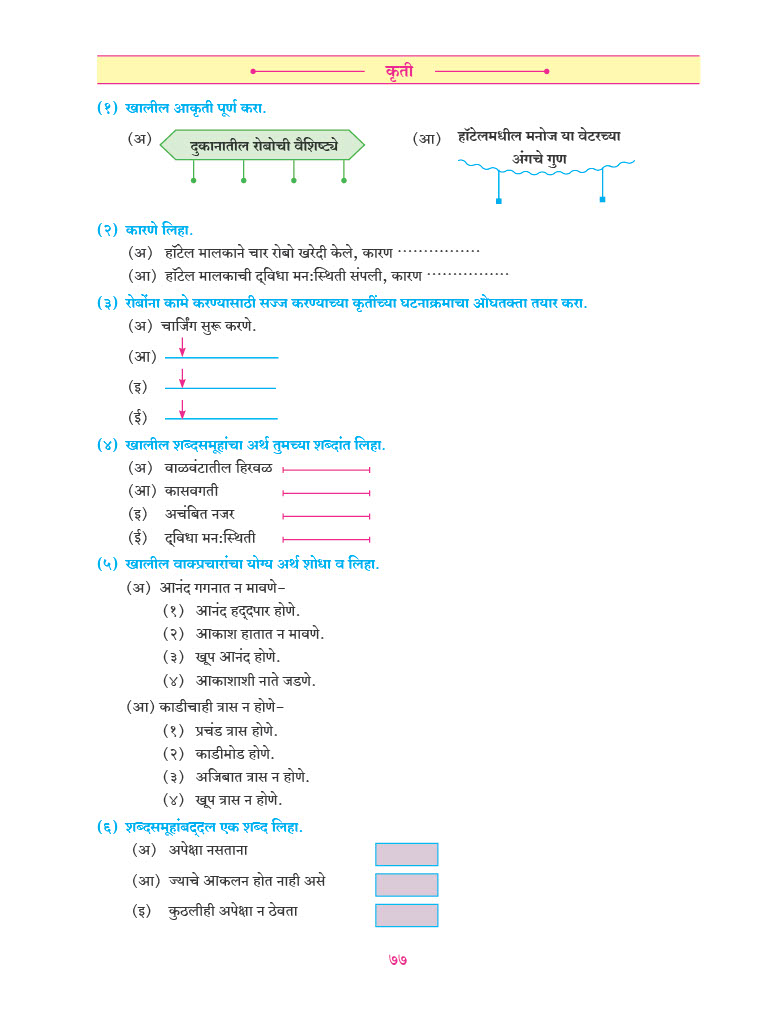 कृती
(१) खालील आकृती पूर्ण करा.
(अ) दुकानातील रोबोची वैशिष्ट्ये
(आ) हॉटेलमधील मनोज या वेटरच्या
अंगचे गुण
(२) कारणे लिहा.
(अ) हॉटेल मालकाने चार रोबो खरेदी केले, कारण ................
(आ) हॉटेल मालकाची द्‌विधा मन:स्थिती संपली, कारण ................
(३) रोबोंना कामे करण्यासाठी सज्ज करण्याच्या कृतींच्या घटनाक्रमाचा ओघतक्ता तयार करा.
(अ) चार्जिंग सुरू करणे.
(आ)
(इ)
(ई)
(४) खालील शब्दसमूहांचा अर्थ तुमच्या शब्दांत लिहा.
(अ) वाळवंटातील हिरवळ
(आ) कासवगती
(इ) अचंबित नजर
(ई) द्‌विधा मन:स्थिती
(५) खालील वाक्प्रचारांचा योग्य अर्थ शोधा व लिहा.
(अ) आनंद गगनात न मावणे-
(१) आनंद हद्‌दपार होणे.
(२) आकाश हातात न मावणे.
(३) खूप आनंद होणे.
(४) आकाशाशी नाते जडणे.
(आ) काडीचाही त्रास न होणे-
(१) प्रचंड त्रास होणे.
(२) काडीमोड होणे.
(३) अजिबात त्रास न होणे.
(४) खूप त्रास न होणे.
(६) शब्दसमूहांबद्‌दल एक शब्द लिहा.
(अ) अपेक्षा नसताना
(आ) ज्याचे आकलन होत नाही असे
(इ) कुठलीही अपेक्षा न ठेवता
७७